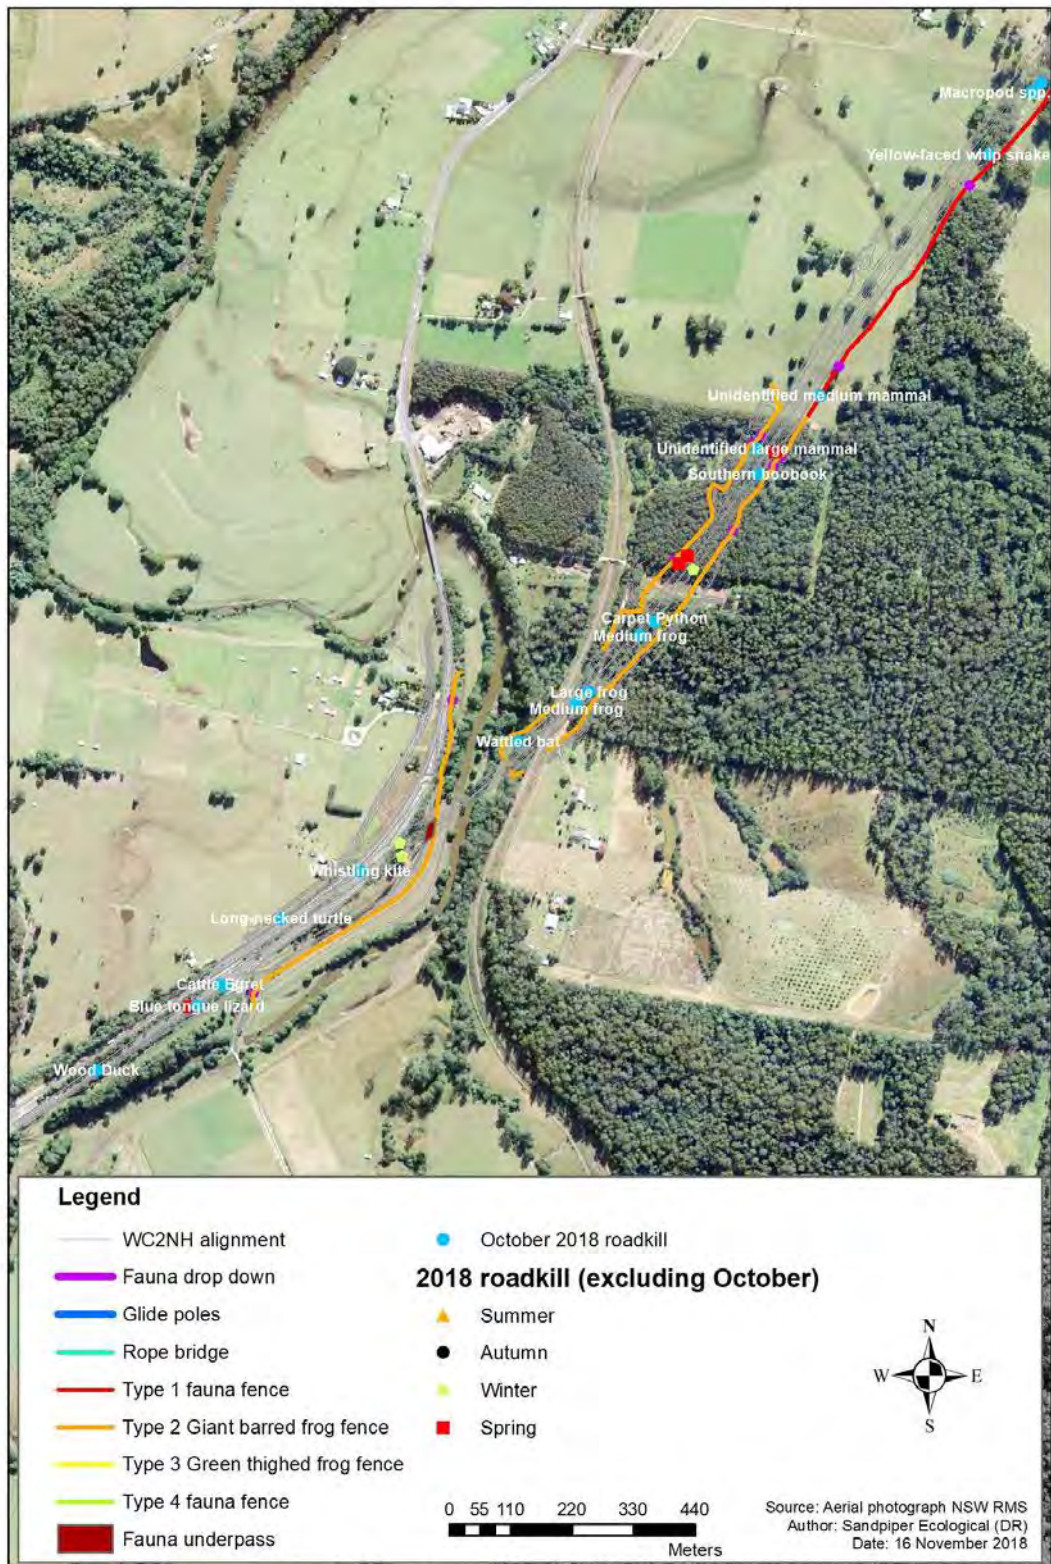 Macropod spp.
Yellow-faced whip snake
Unidentified medium mammal
Unidentified large mammal
Southern boobook
Carpet Python
Medium frog
Large frog
Medium frog
Wattled bat
Whistling kite
Long-necked turtle
Cattle Egret
Blue tongue lizard
Wood Duck
Legend
WC2NH alignment
Fauna drop down
Glide poles
Rope bridge
Type 1 fauna fence
Type 2 Giant barred frog fence
Type 3 Green thighed frog fence
Type 4 fauna fence
Fauna underpass
October 2018 roadkill
2018 roadkill (excluding October)
Summer
Autumn
Winter
Spring
N
W E
S
0 55 110 220 330 440
Meters
Source: Aerial photograph NSW RMS
Author: Sandpiper Ecological (DR)
Date: 16 November 2018